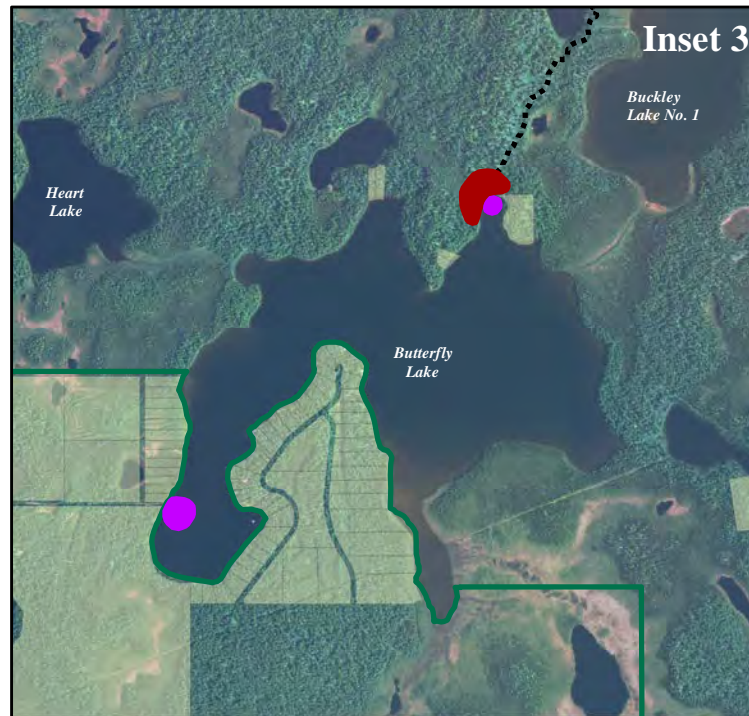 Inset 3
Buckley
Lake No. 1
Heart
Lake
Butterfly
Lake